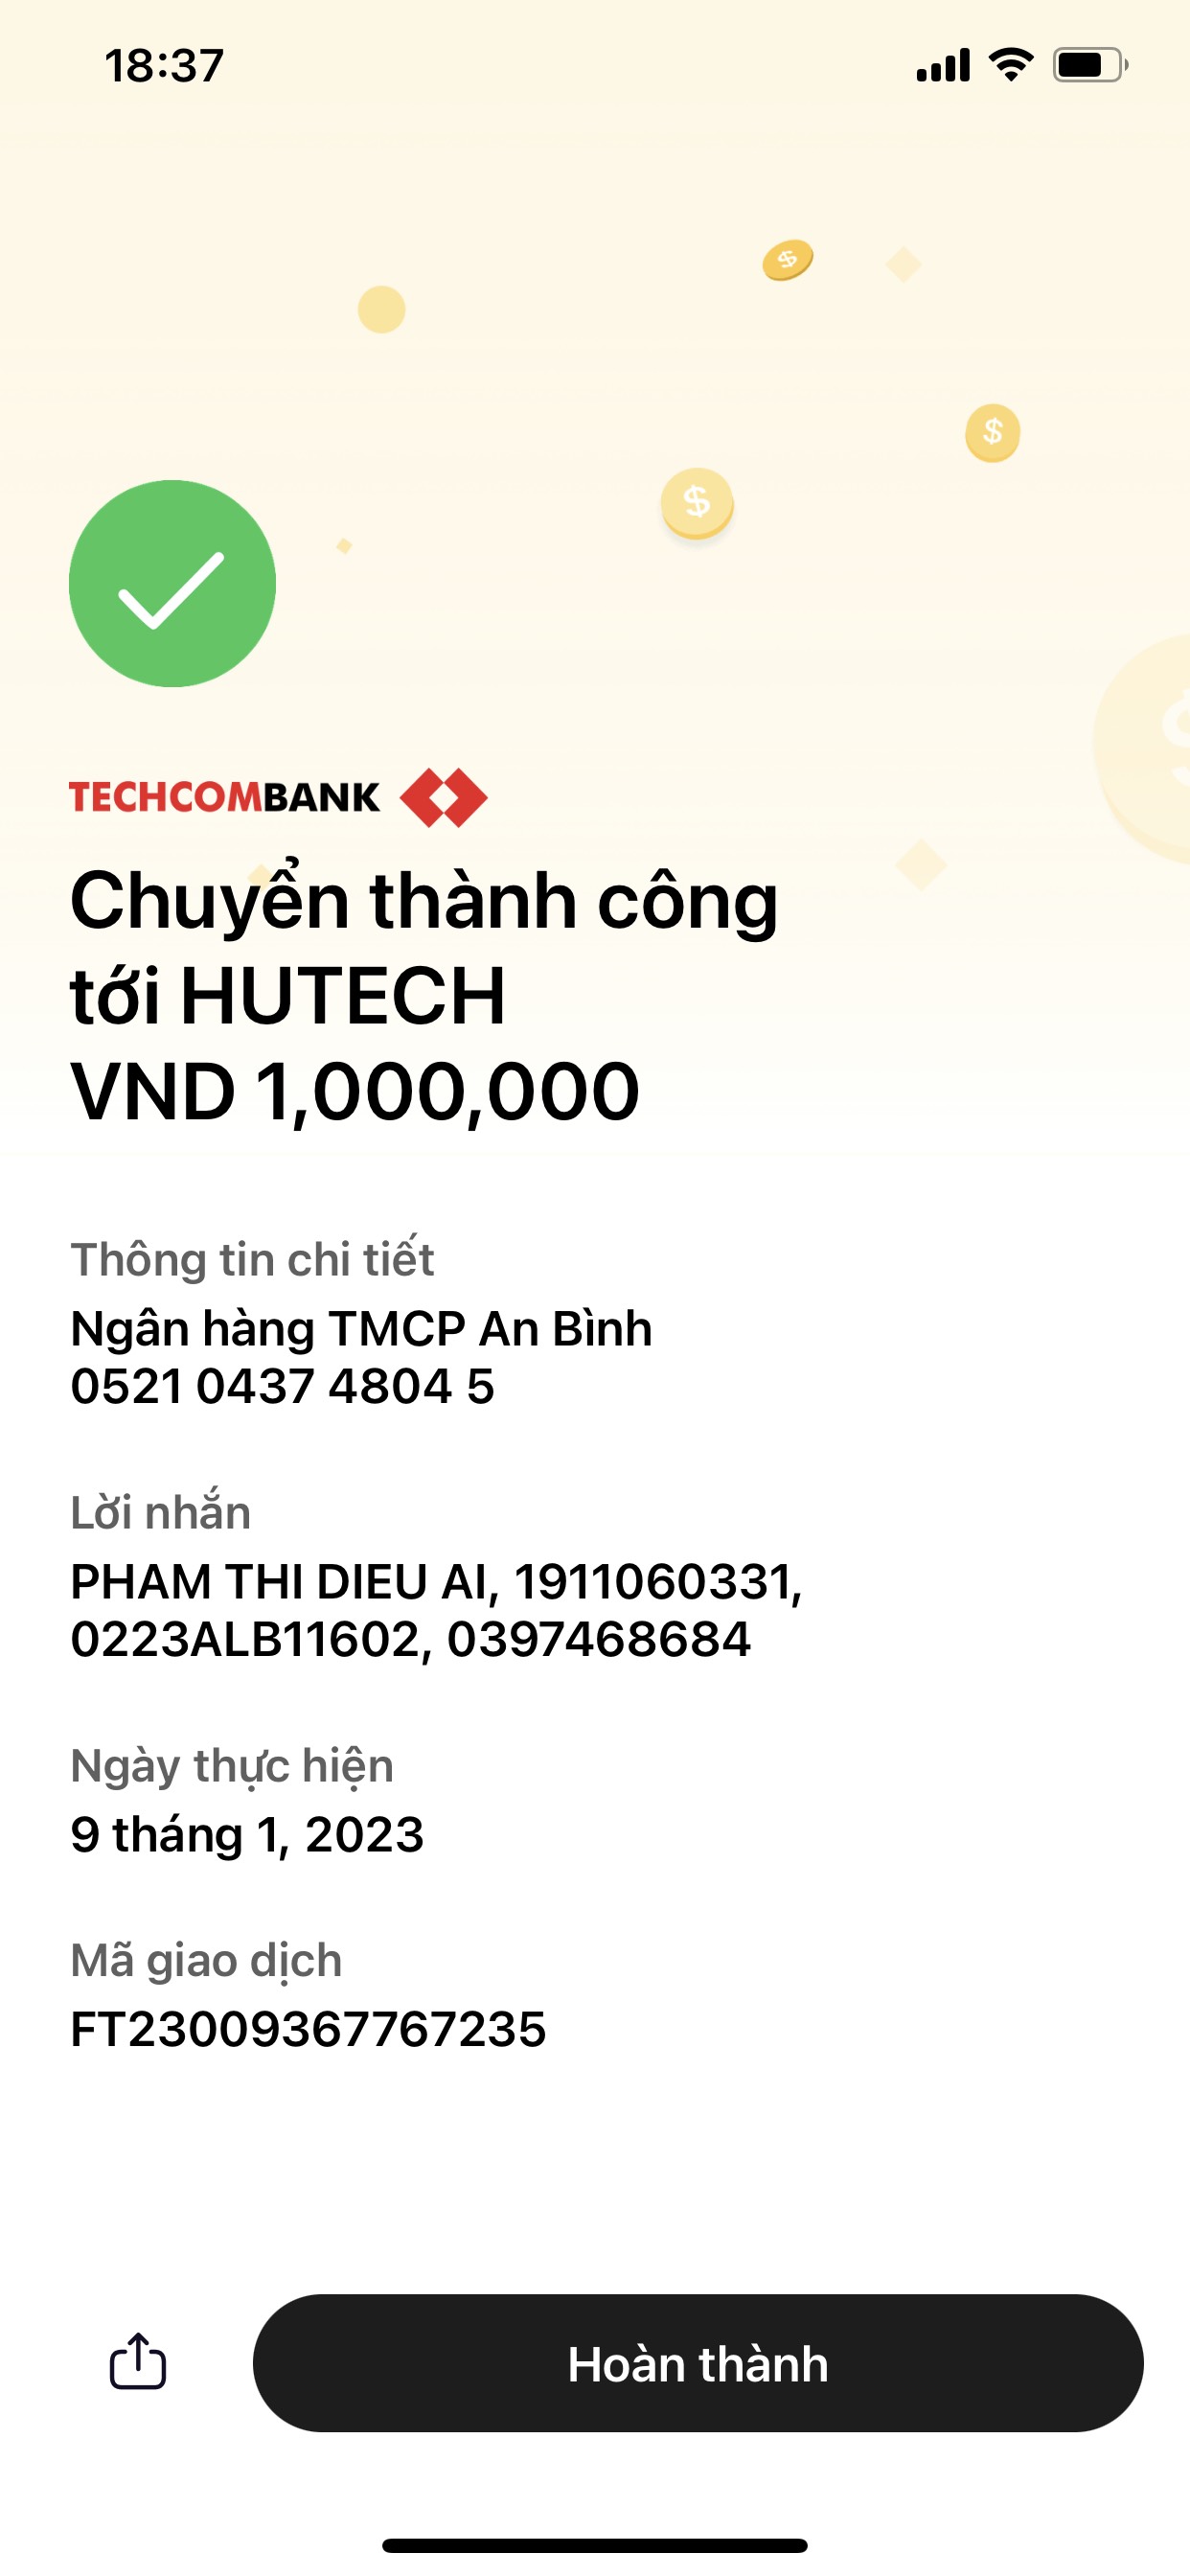 18:37
TECHCOMBANK
Chuyển thành công
tới HUTECH
VND 1,000,000
Thông tin chi tiết
Ngân hàng TMCP An Bình
0521 0437 4804 5
Lời nhắn
PHAM THI DIEU AI, 1911060331,
0223ALB11602, 0397468684
Ngày thực hiện
9 tháng 1, 2023
Mã giao dịch
FT23009367767235
Hoàn thành